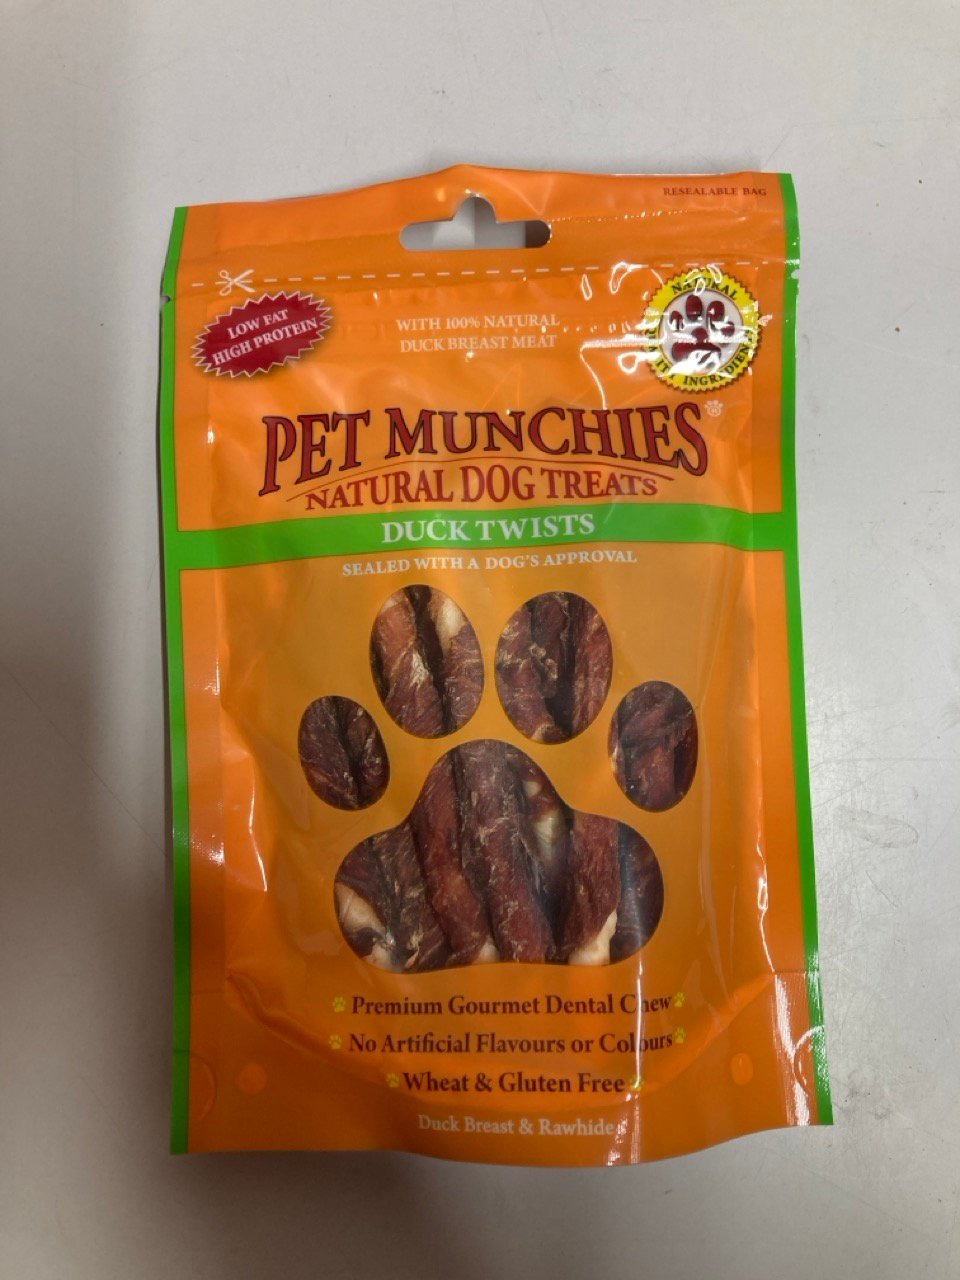 RESEALABLE BAG
LOW FAT
HIGH PROTEIN
WITH 100% NATURAL
DUCK BREAST MEAT
NATURAL
INGREDIENTS
PET MUNCHIES
NATURAL DOG TREATS
DUCK TWISTS
SEALED WITH A DOG'S APPROVAL
Premium Gourmet Dental Chew
No Artificial Flavours or Colours
Wheat & Gluten Free
Duck Breast & Rawhide